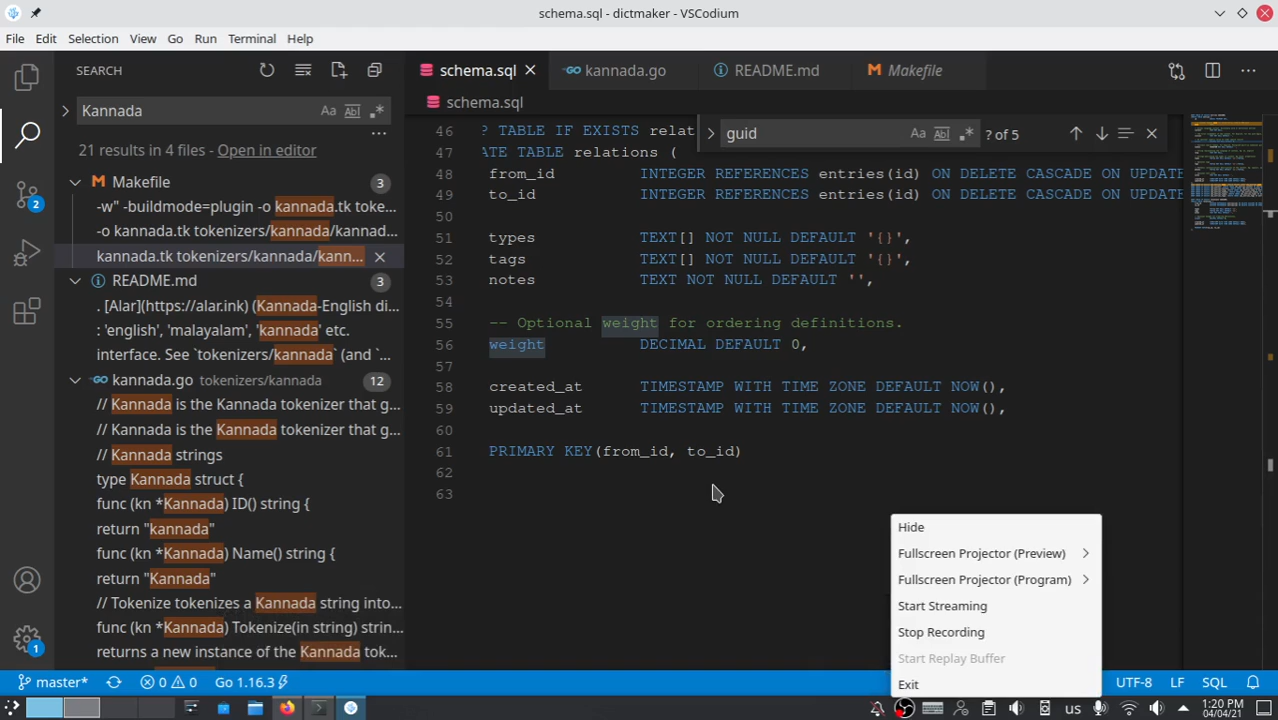 schema.sql - dictmaker - VSCodium
File Edit Selection View Go Run Terminal Help
SEARCH
Kannada
Aa Abl .*
21 results in 4 files - Open in editor
Makefile 3
-w" -buildmode=plugin -o kannada.tk toke...
-o kannada.tk tokenizers/kannada/kannad...
kannada.tk tokenizers/kannada/kann...
README.md 3
. [Alar](https://alar.ink) (Kannada-English di...
: 'english', 'malayalam', 'kannada' etc.
interface. See `tokenizers/kannada` (and `...
kannada.go tokenizers/kannada 12
// Kannada is the Kannada tokenizer that g...
// Kannada is the Kannada tokenizer that g...
// Kannada strings
type Kannada struct {
func (kn *Kannada) ID() string {
return "kannada"
func (kn *Kannada) Name() string {
return "Kannada"
// Tokenize tokenizes a Kannada string into...
func (kn *Kannada) Tokenize(in string) strin...
returns a new instance of the Kannada tok...
2
1
schema.sql kannada.go README.md Makefile
schema.sql
guid Aa Abl .* ? of 5
46 ? TABLE IF EXISTS relat
47 ATE TABLE relations (
48 from_id INTEGER REFERENCES entries(id) ON DELETE CASCADE ON UPDATE
49 to_id INTEGER REFERENCES entries(id) ON DELETE CASCADE ON UPDATE
50
51 types TEXT[] NOT NULL DEFAULT '{}',
52 tags TEXT[] NOT NULL DEFAULT '{}',
53 notes TEXT NOT NULL DEFAULT '',
54
55 -- Optional weight for ordering definitions.
56 weight DECIMAL DEFAULT 0,
57
58 created_at TIMESTAMP WITH TIME ZONE DEFAULT NOW(),
59 updated_at TIMESTAMP WITH TIME ZONE DEFAULT NOW(),
60
61 PRIMARY KEY(from_id, to_id)
62
63
Hide
Fullscreen Projector (Preview)
Fullscreen Projector (Program)
Start Streaming
Stop Recording
Start Replay Buffer
Exit
master* 0 0 Go 1.16.3 UTF-8 LF SQL
us 1:20 PM
04/04/21